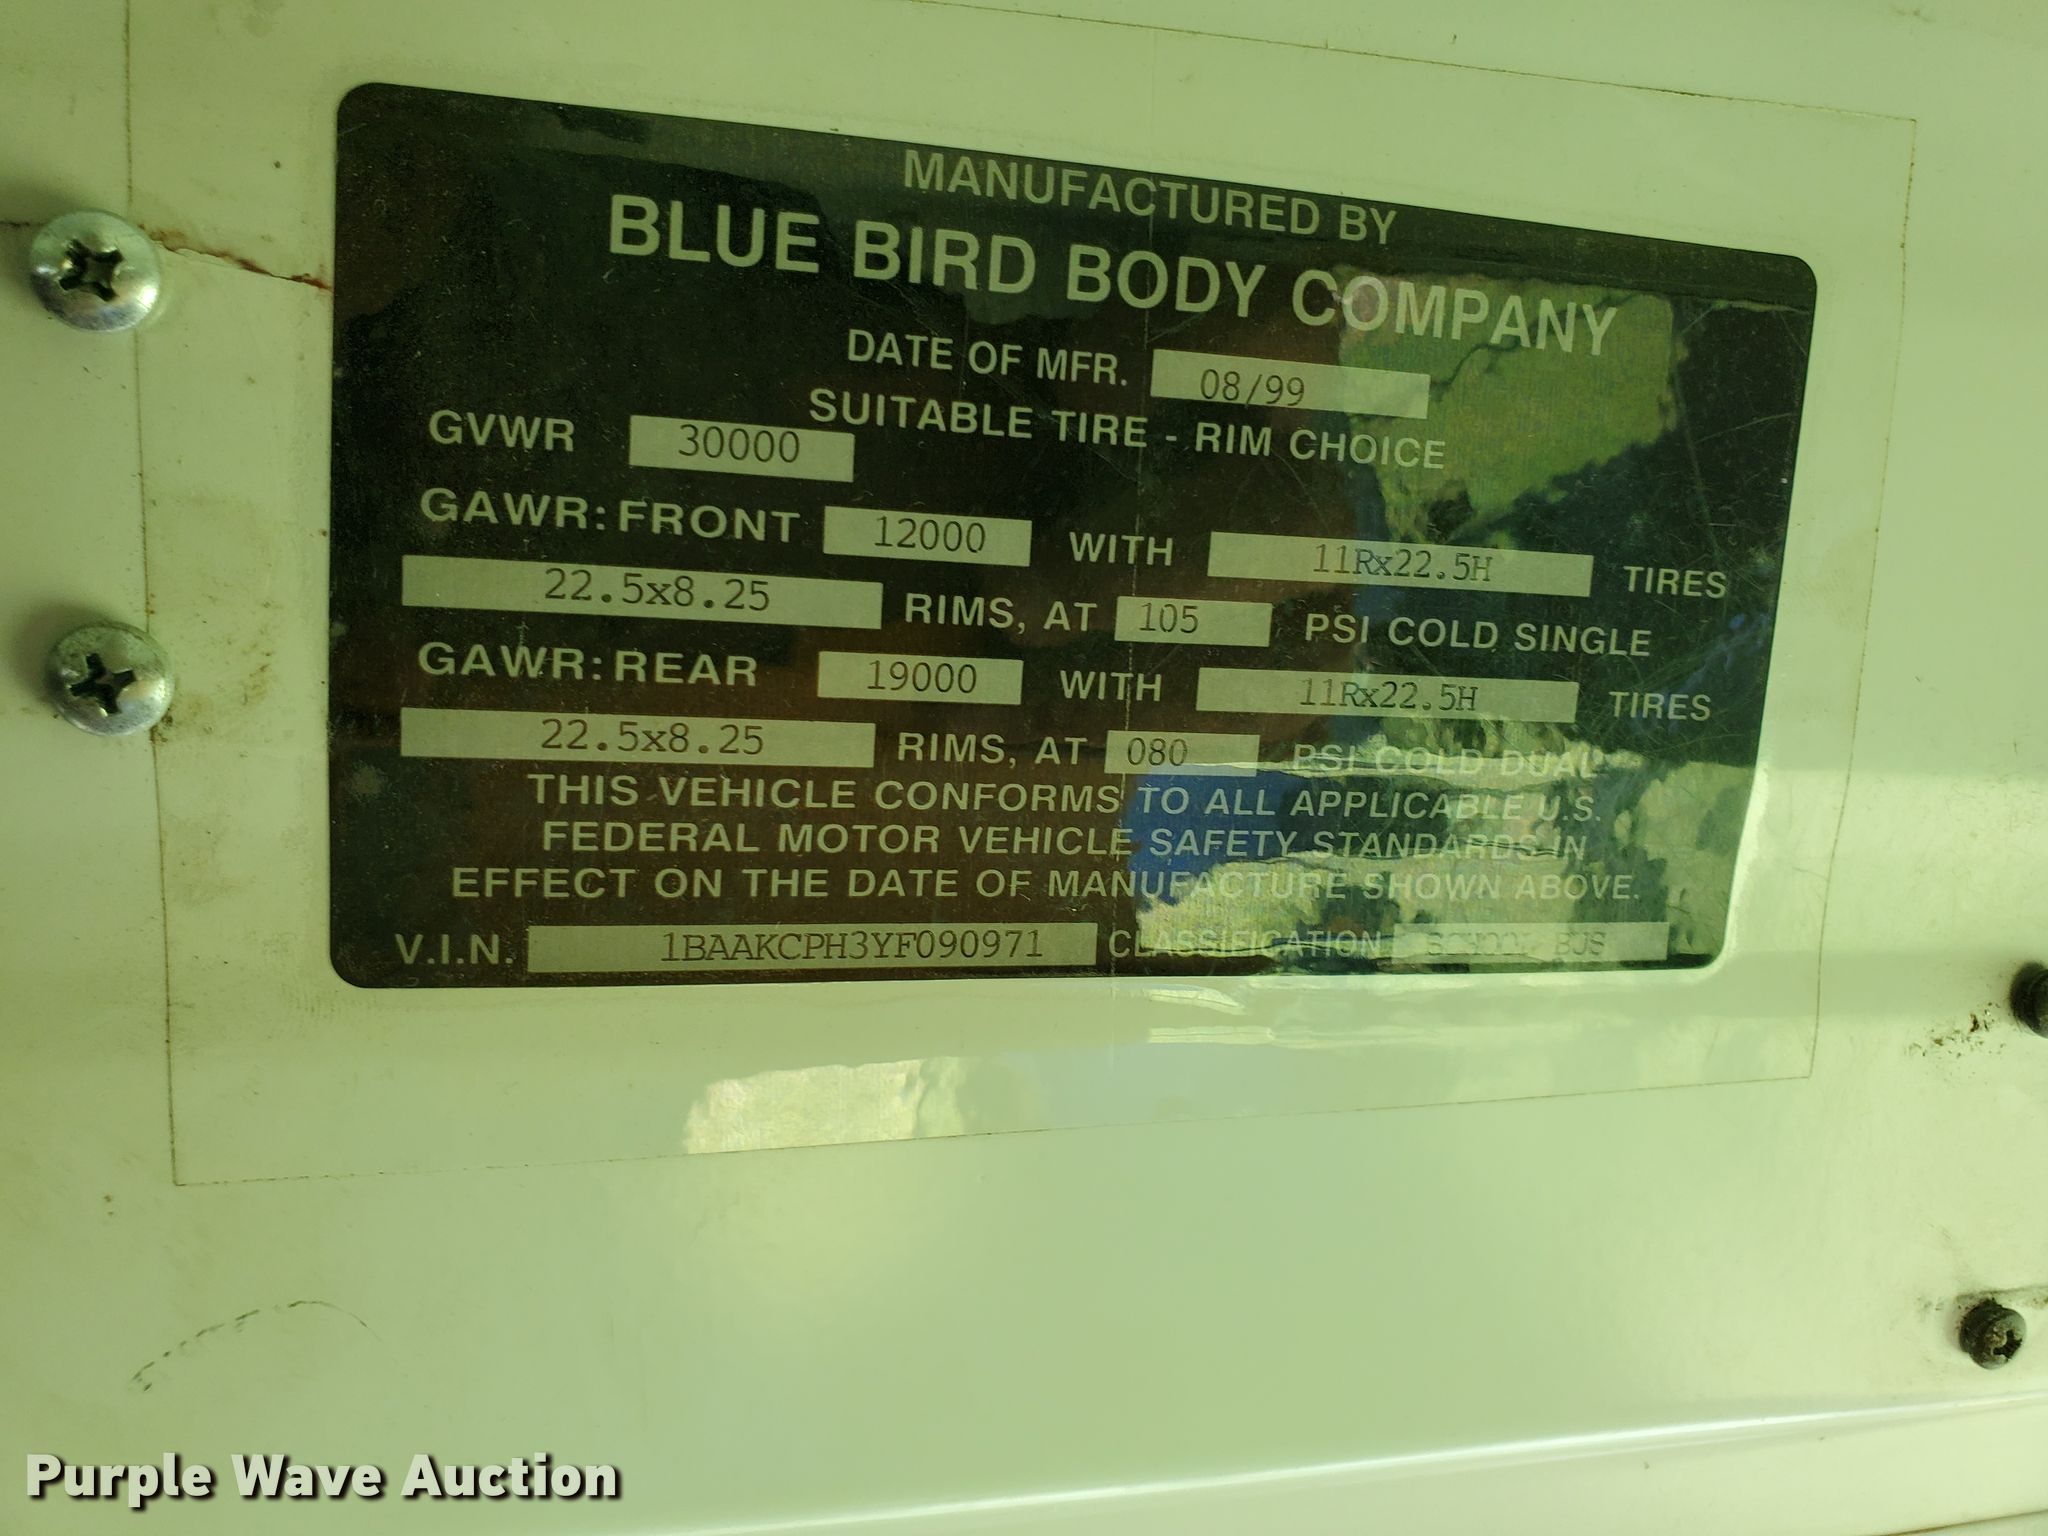 MANUFACTURED BY
BLUE BIRD BODY COMPANY
DATE OF MFR. 08/99
SUITABLE TIRE - RIM CHOICE
GVWR 30000
GAWR: FRONT 12000 WITH 11Rx22.5H TIRES
22.5x8.25 RIMS, AT 105 PSI COLD SINGLE
GAWR: REAR 19000 WITH 11Rx22.5H TIRES
22.5x8.25 RIMS, AT 080 PSI COLD DUAL
THIS VEHICLE CONFORMS TO ALL APPLICABLE U.S.
FEDERAL MOTOR VEHICLE SAFETY STANDARDS IN
EFFECT ON THE DATE OF MANUFACTURE SHOWN ABOVE.
V.I.N. 1BAAKCPH3YF090971 CLASSIFICATION SCHOOL BUS
Purple Wave Auction